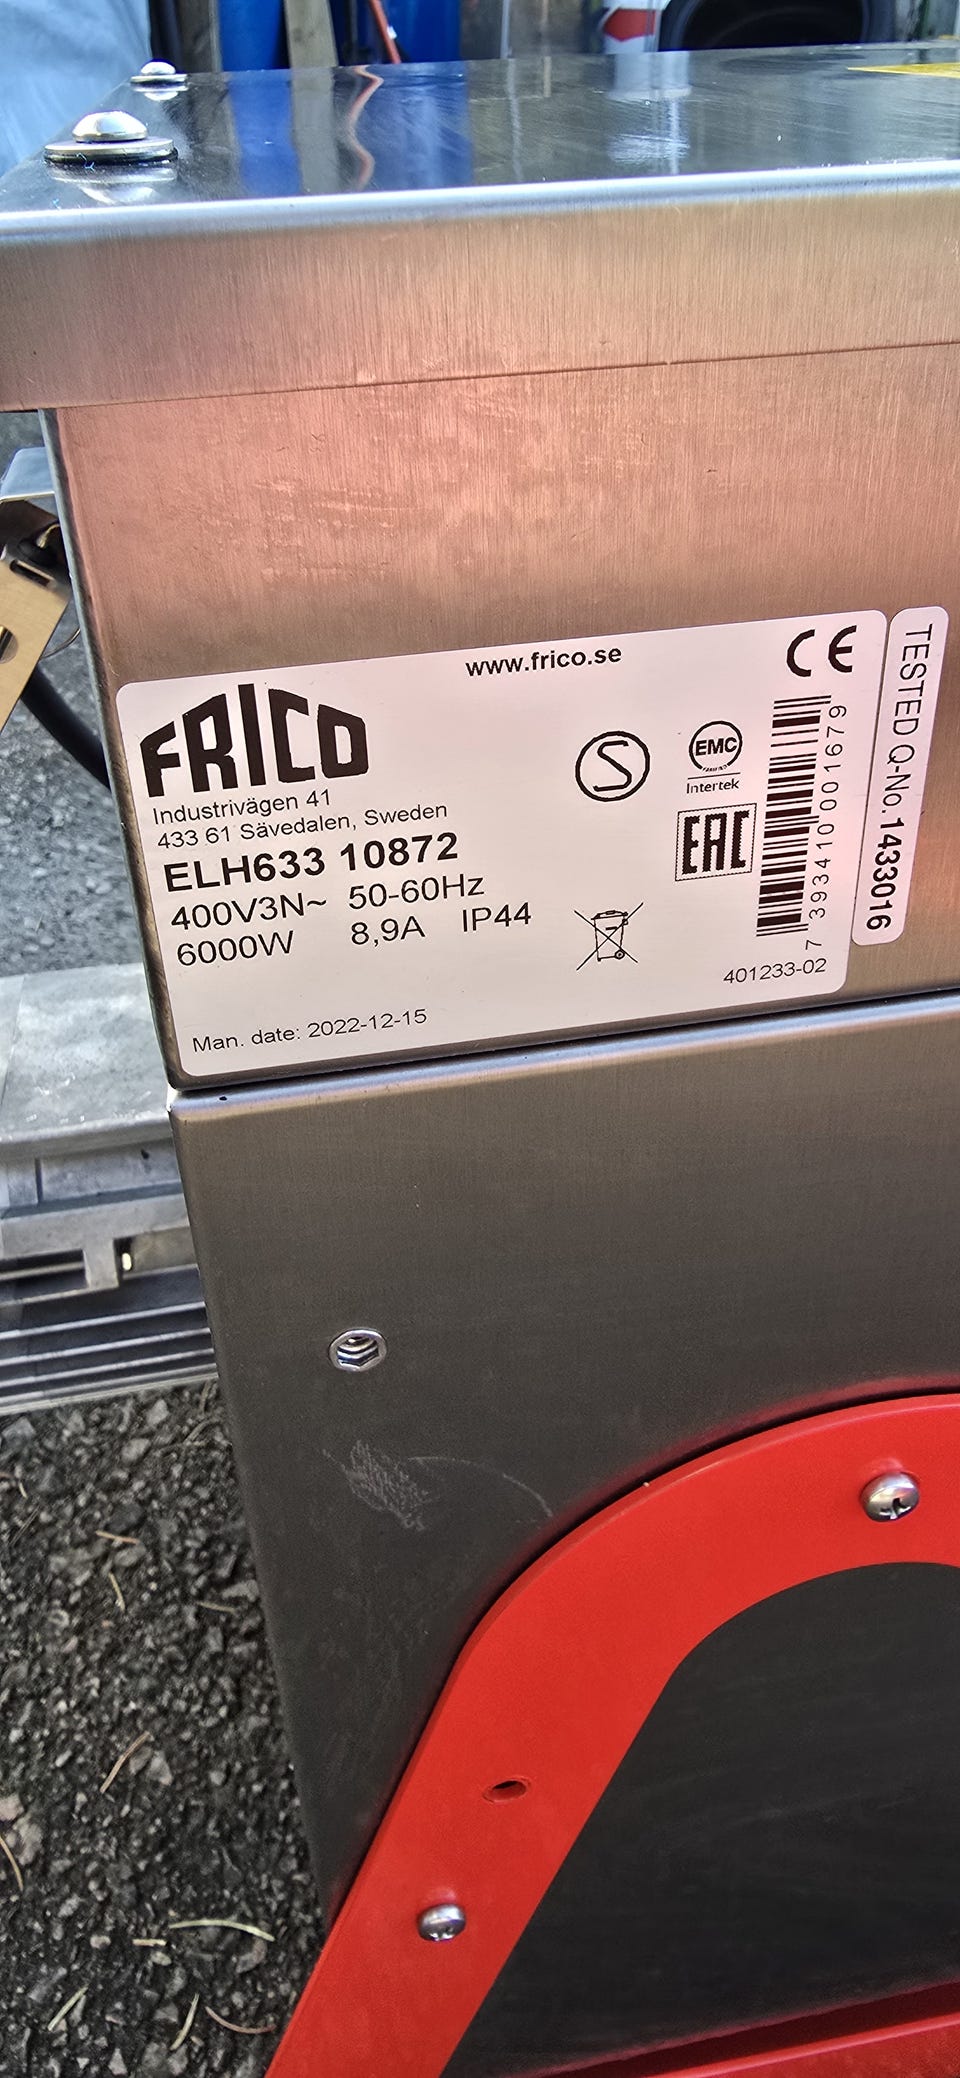 www.frico.se
CE
FRICO
Industrivägen 41
433 61 Sävedalen, Sweden
ELH633 10872
400V3N~ 50-60Hz
6000W 8,9A IP44
S
EMC
Intertek
EAC
7 393410 001679
401233-02
Man. date: 2022-12-15
TESTED Q-No. 1433016